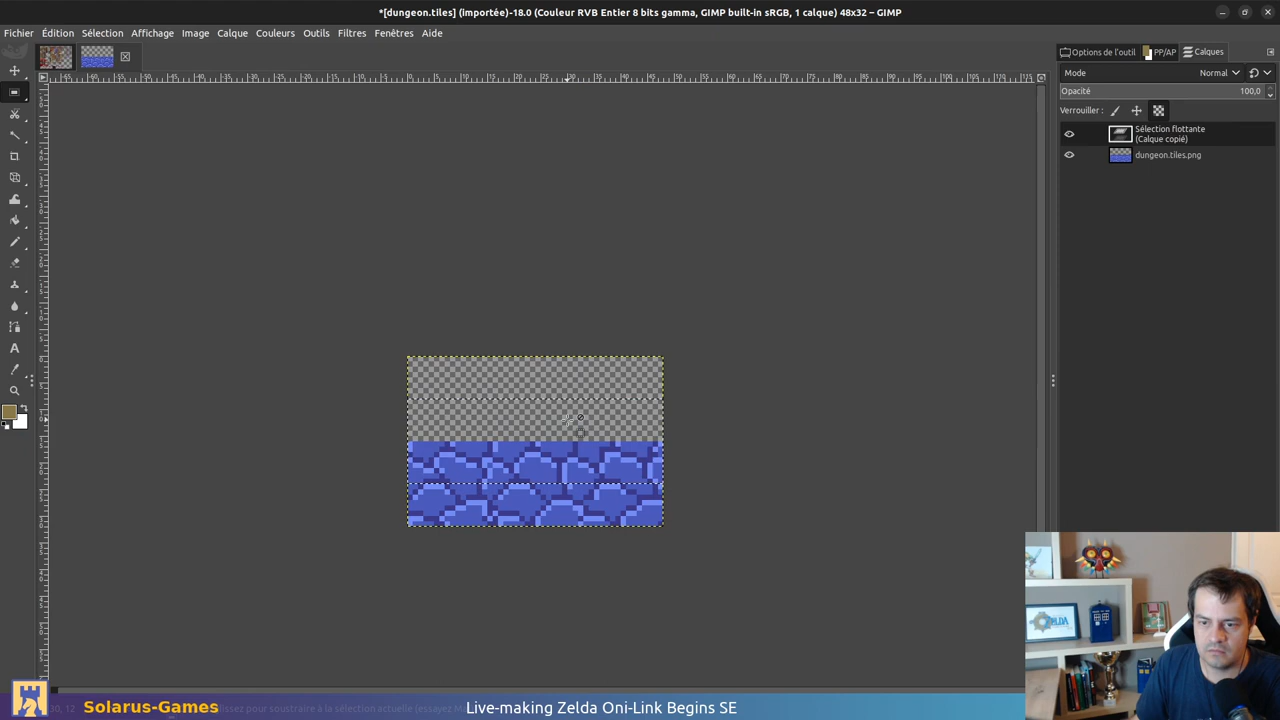 *[dungeon.tiles] (importée)-18.0 (Couleur RVB Entier 8 bits gamma, GIMP built-in sRGB, 1 calque) 48x32 – GIMP
Fichier Édition Sélection Affichage Image Calque Couleurs Outils Filtres Fenêtres Aide
Options de l'outil PP/AP Calques
Mode Normal
Opacité 100,0
Verrouiller :
Sélection flottante
(Calque copié)
dungeon.tiles.png
Solarus-Games
Live-making Zelda Oni-Link Begins SE